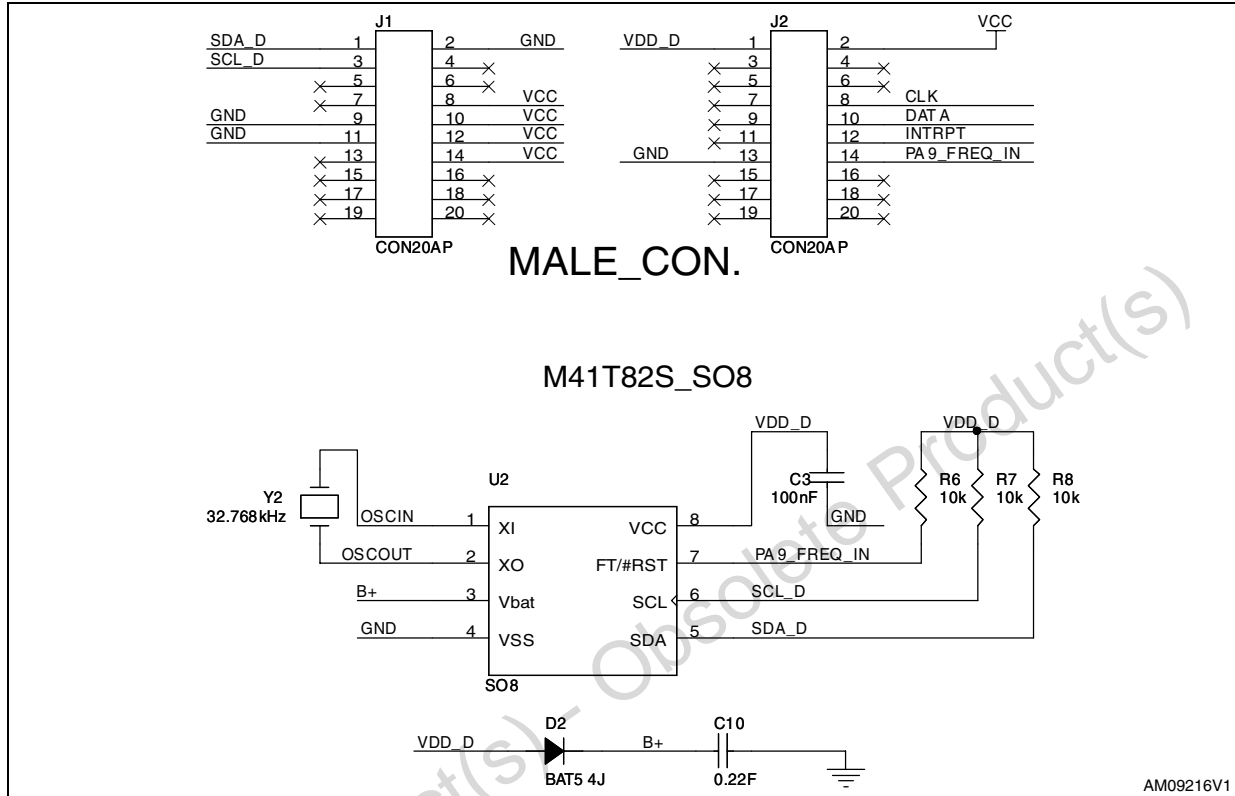 J1 J2 VCC
SDA_D 1 2 GND VDD_D 1 2
SCL_D 3 4 3 4
5 6 5 6
7 8 VCC 7 8 CLK
GND 9 10 VCC 9 10 DATA
GND 11 12 VCC 11 12 INTRPT
13 14 VCC GND 13 14 PA9_FREQ_IN
15 16 15 16
17 18 17 18
19 20 19 20
CON20AP CON20AP
MALE_CON.
M41T82S_SO8
VDD_D VDD_D
U2 C3 R6 R7 R8
Y2 100nF 10k 10k 10k
32.768kHz OSCIN 1 XI VCC 8 GND
OSCOUT 2 XO FT/#RST 7 PA9_FREQ_IN
B+ 3 Vbat SCL 6 SCL_D
GND 4 VSS SDA 5 SDA_D
SO8
D2 C10
VDD_D B+
BAT54J 0.22F
AM09216V1
ct(s) - Obsolete Product(s)